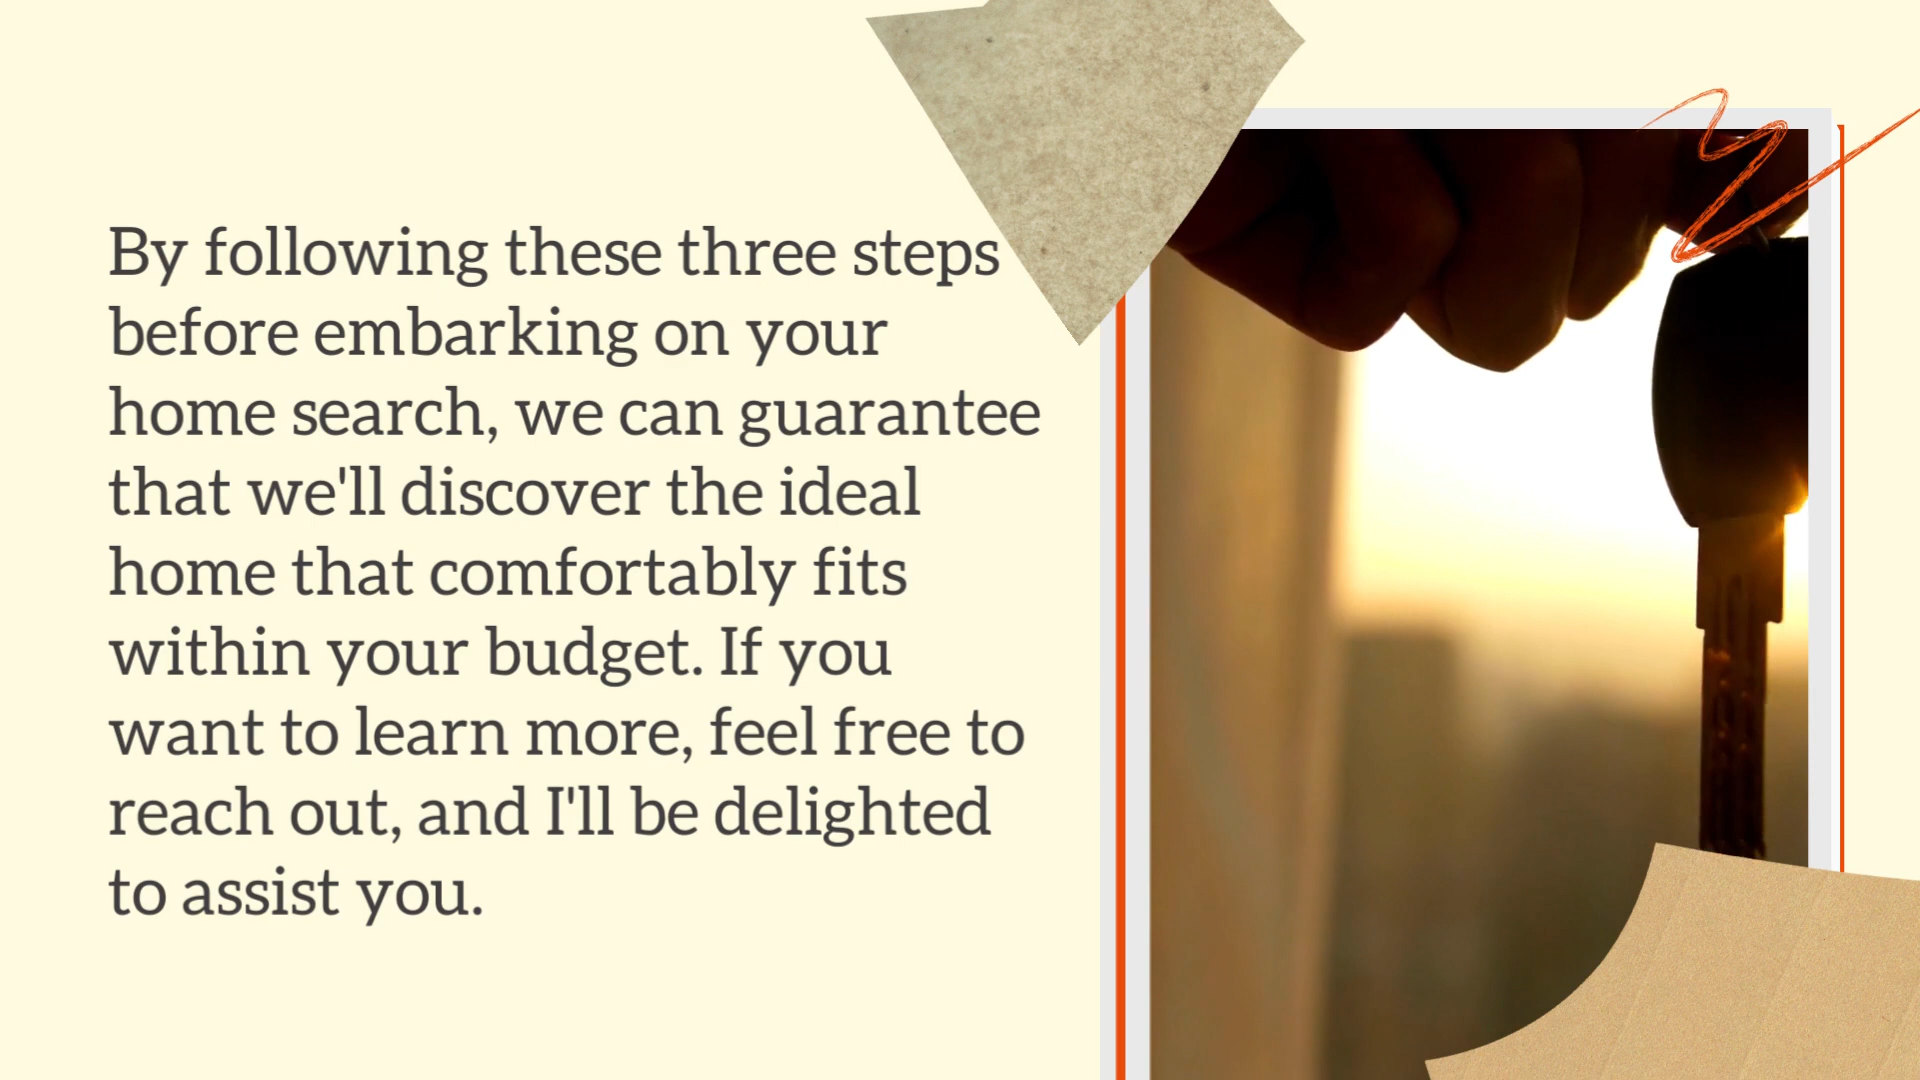 By following these three steps
before embarking on your
home search, we can guarantee
that we'll discover the ideal
home that comfortably fits
within your budget. If you
want to learn more, feel free to
reach out, and I'll be delighted
to assist you.